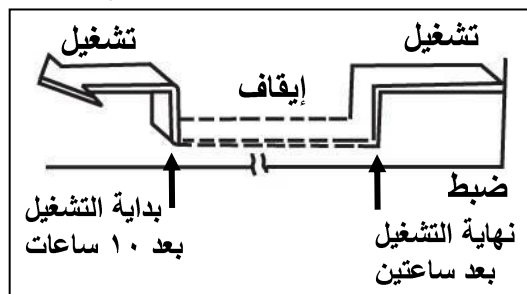 تشغيل
تشغيل
إيقاف
ضبط
نهاية التشغيل
بعد ساعتين
بداية التشغيل
بعد ١٠ ساعات